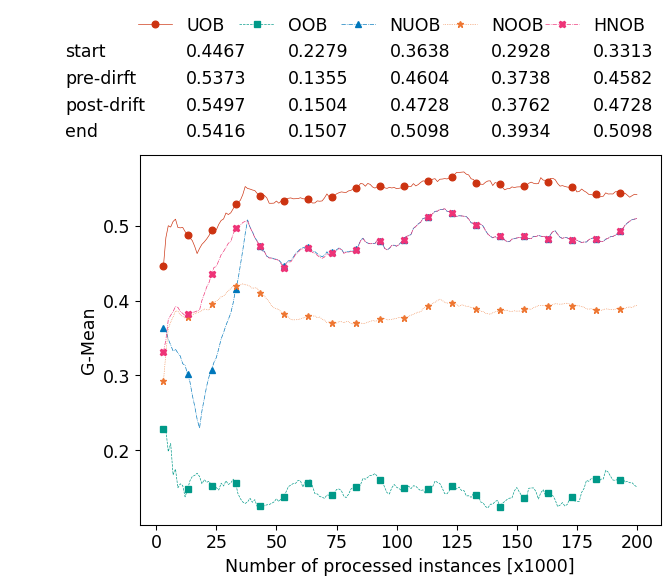 UOB OOB NUOB NOOB HNOB
start 0.4467 0.2279 0.3638 0.2928 0.3313
pre-dirft 0.5373 0.1355 0.4604 0.3738 0.4582
post-drift 0.5497 0.1504 0.4728 0.3762 0.4728
end 0.5416 0.1507 0.5098 0.3934 0.5098
0.5
0.4
0.3
0.2
G-Mean
0 25 50 75 100 125 150 175 200
Number of processed instances [x1000]